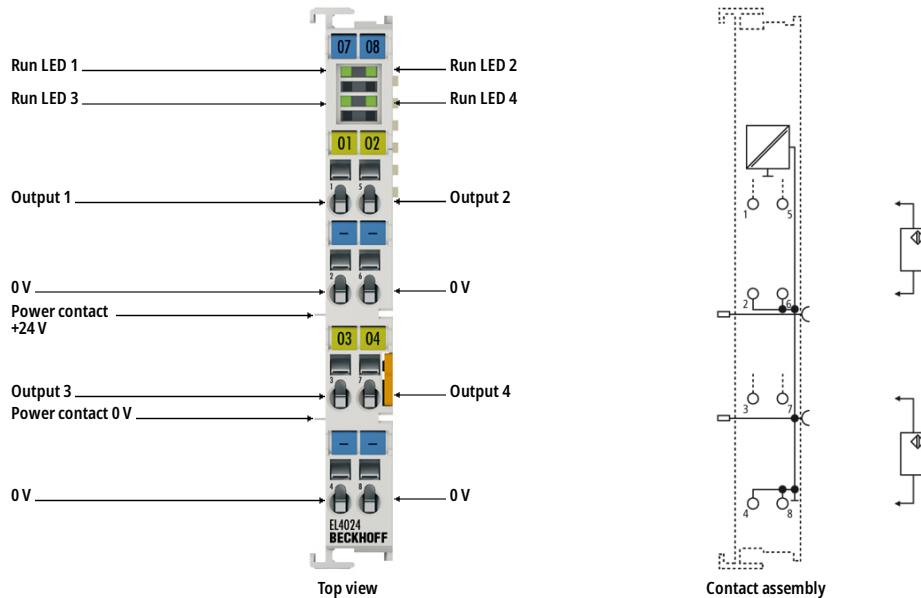 07 08
Run LED 1
Run LED 2
Run LED 3
Run LED 4
01 02
1 5
Output 1
Output 2
– –
2 6
0 V
0 V
Power contact
+24 V
03 04
3 7
Output 3
Output 4
Power contact 0 V
– –
4 8
0 V
0 V
EL4024
BECKHOFF
Top view
1 5
2 6
3 7
4 8
Contact assembly